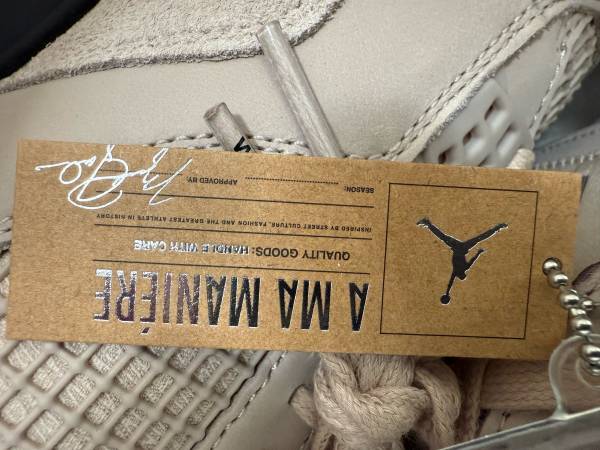 A MA MANIÉRE
QUALITY GOODS: HANDLE WITH CARE
INSPIRED BY STREET CULTURE, FASHION AND THE GREATEST ATHLETE IN HISTORY
SEASON:
APPROVED BY: